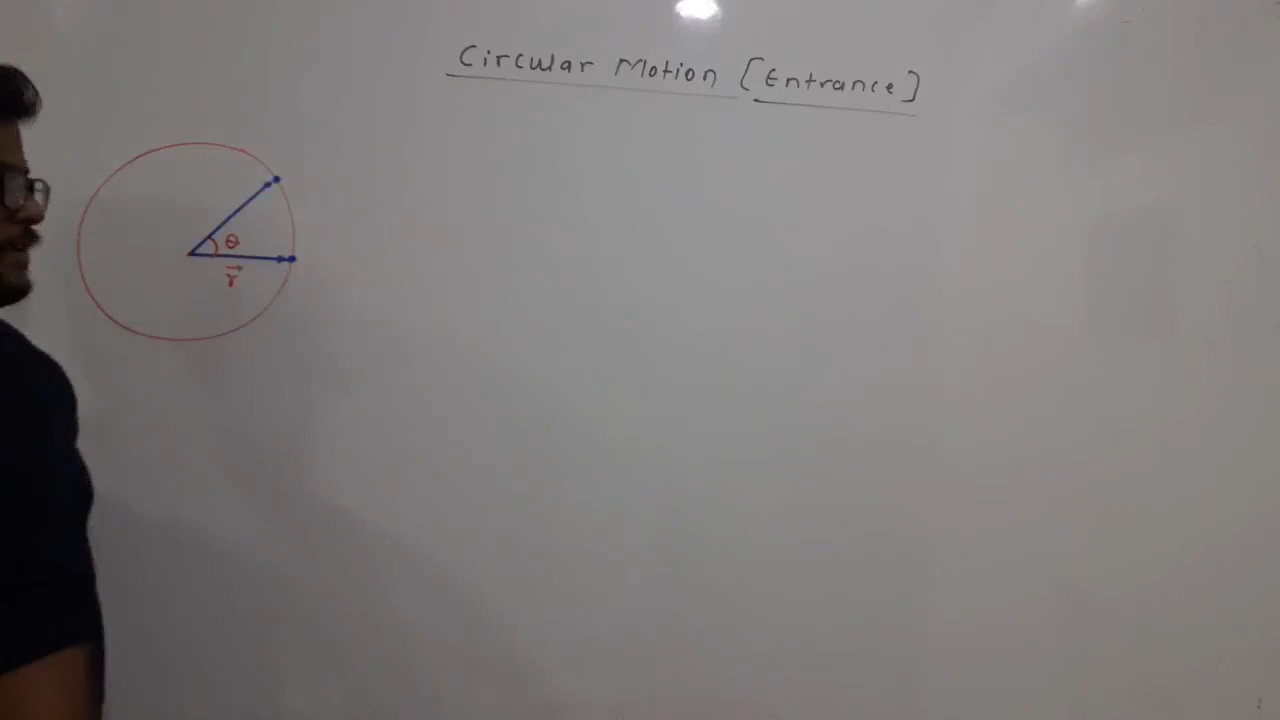 Circular Motion [Entrance]
θ
r⃗